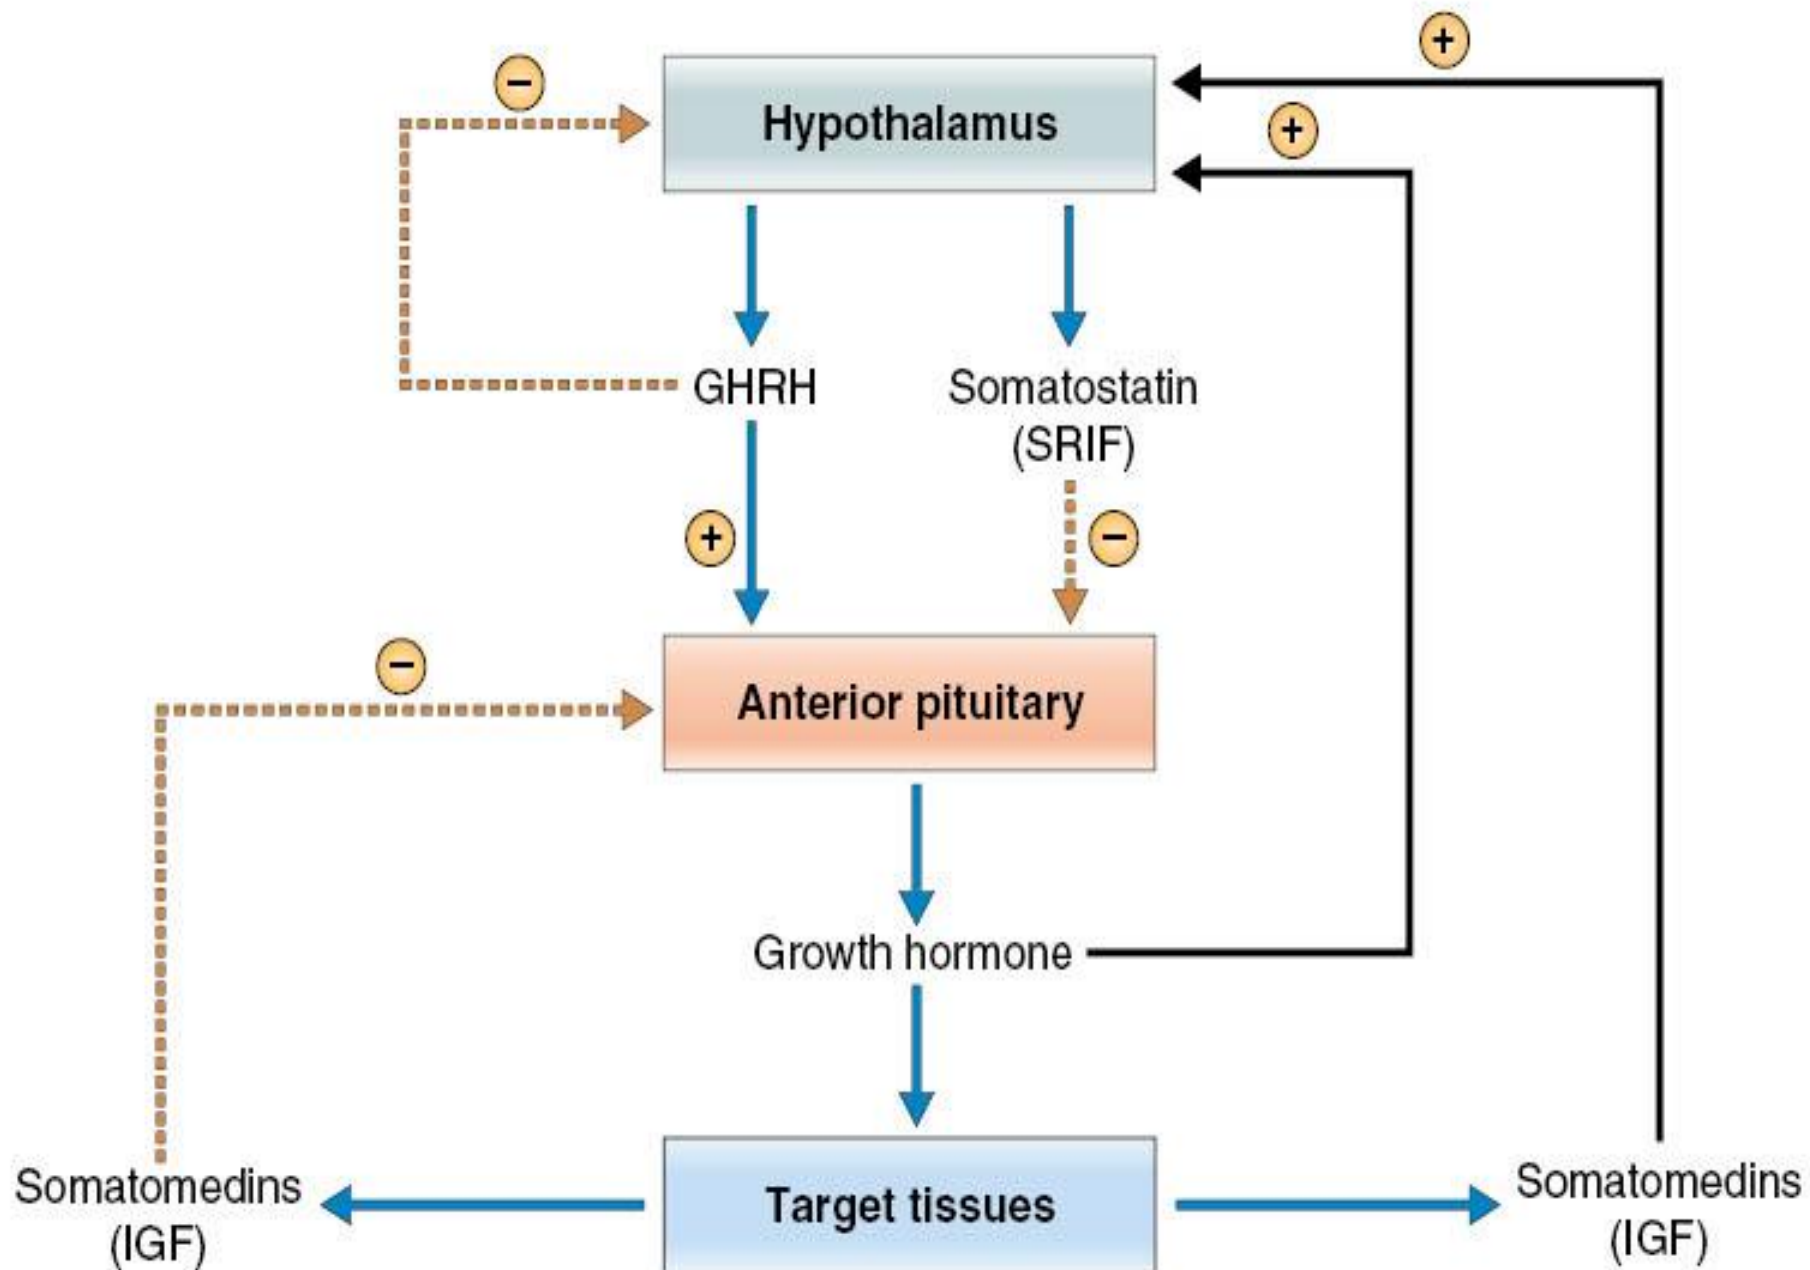 +
−
Hypothalamus
+
GHRH
Somatostatin
(SRIF)
+
−
−
Anterior pituitary
Growth hormone
Somatomedins
(IGF)
Target tissues
Somatomedins
(IGF)